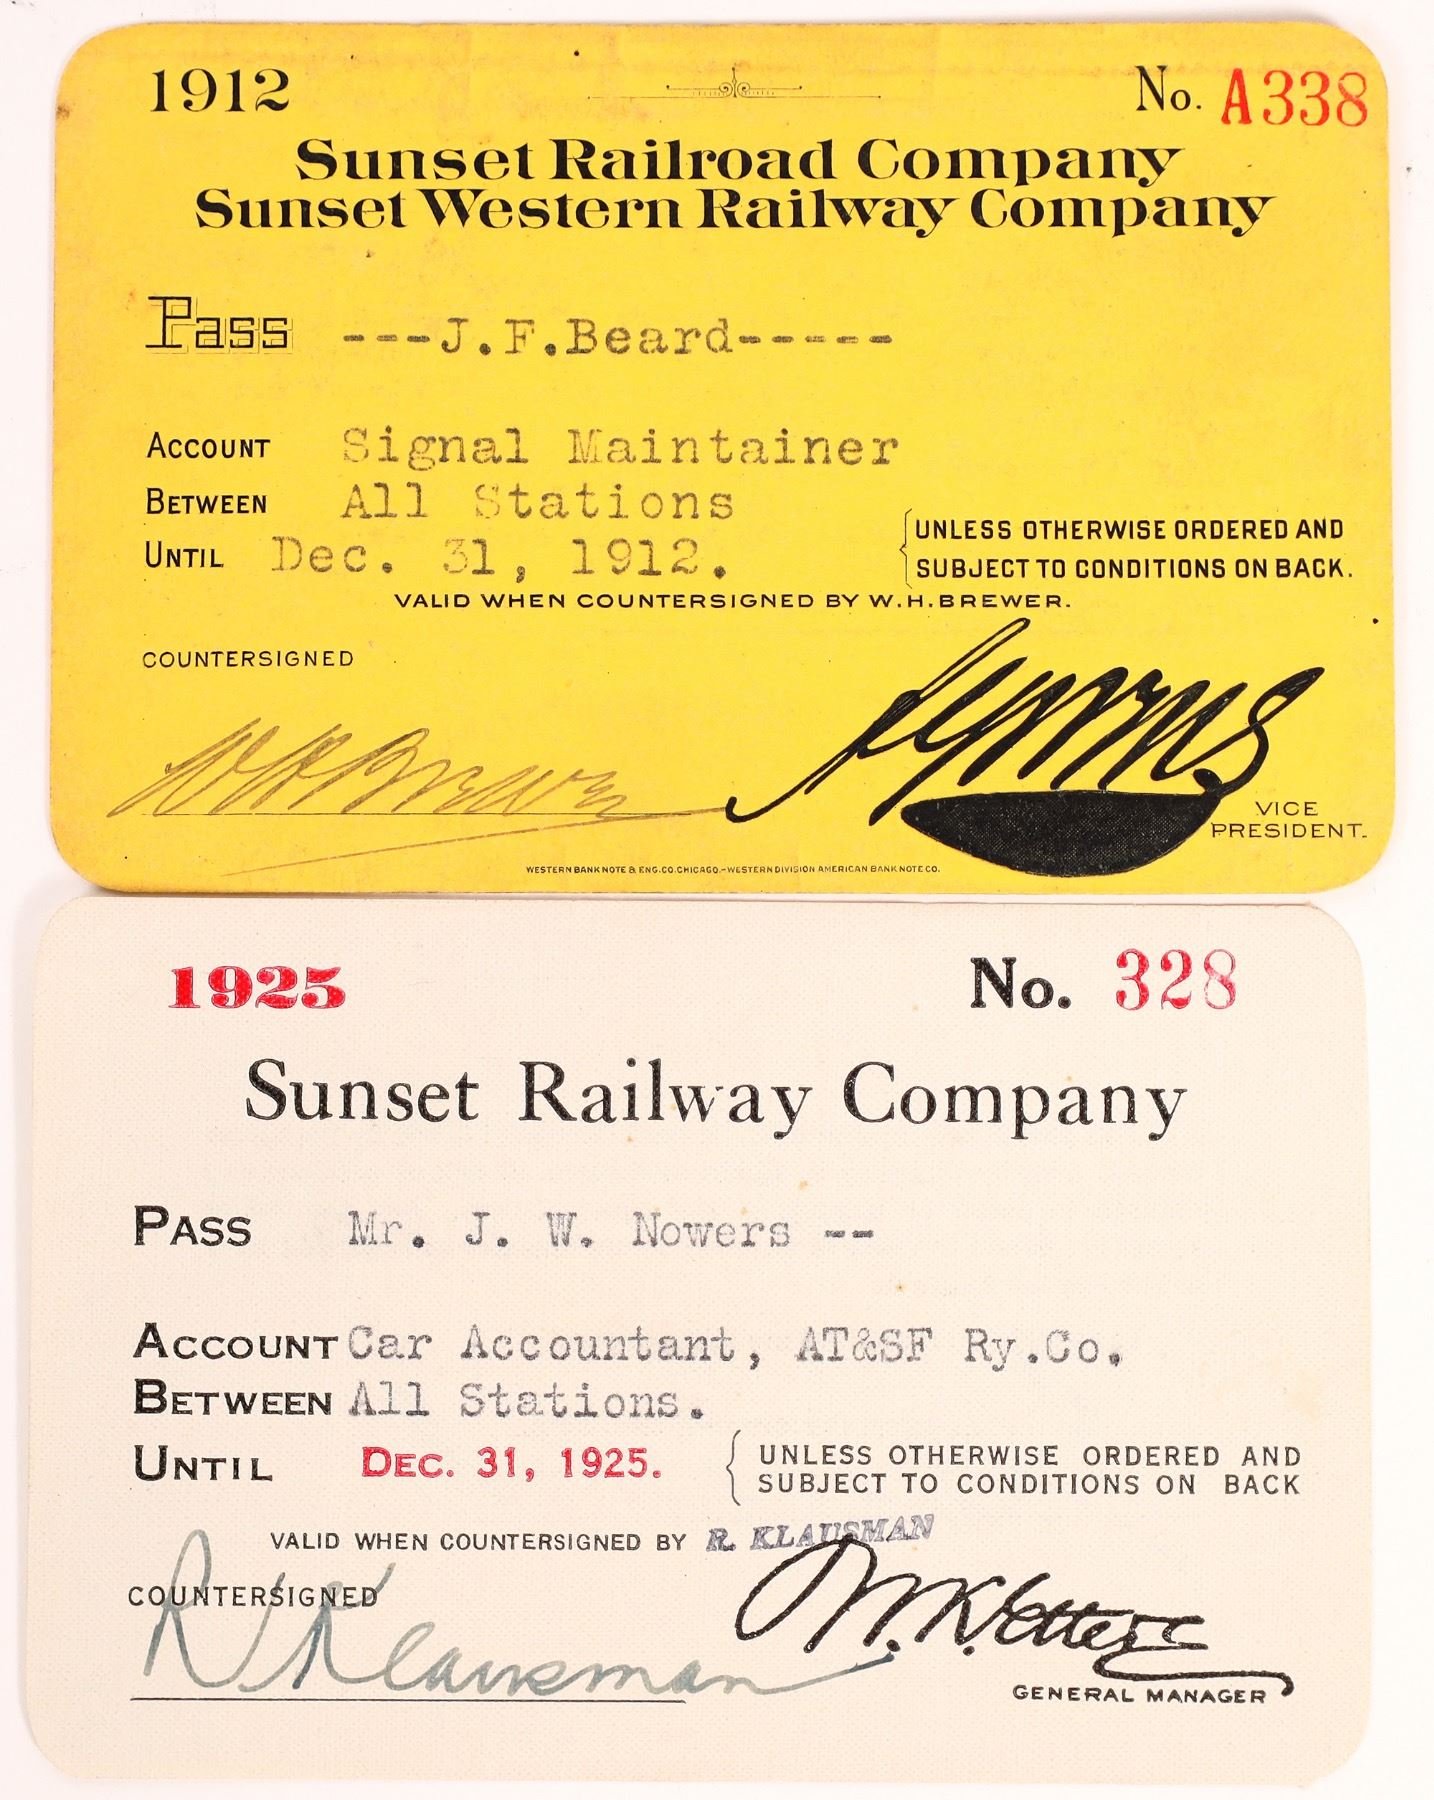 1912
No. A338
Sunset Railroad Company
Sunset Western Railway Company
Pass ---J.F.Beard-----
ACCOUNT Signal Maintainer
BETWEEN All Stations
UNTIL Dec. 31, 1912.
UNLESS OTHERWISE ORDERED AND
SUBJECT TO CONDITIONS ON BACK.
VALID WHEN COUNTERSIGNED BY W.H.BREWER.
COUNTERSIGNED
W H Brewer
VICE
PRESIDENT.
WESTERN BANK NOTE & ENG.CO.CHICAGO.-WESTERN DIVISION AMERICAN BANK NOTE CO.
1925
No. 328
Sunset Railway Company
PASS Mr. J. W. Nowers --
ACCOUNT Car Accountant, AT&SF Ry.Co.
BETWEEN All Stations.
UNTIL DEC. 31, 1925.
UNLESS OTHERWISE ORDERED AND
SUBJECT TO CONDITIONS ON BACK
VALID WHEN COUNTERSIGNED BY R. KLAUSMAN
COUNTERSIGNED
R Klausman
GENERAL MANAGER